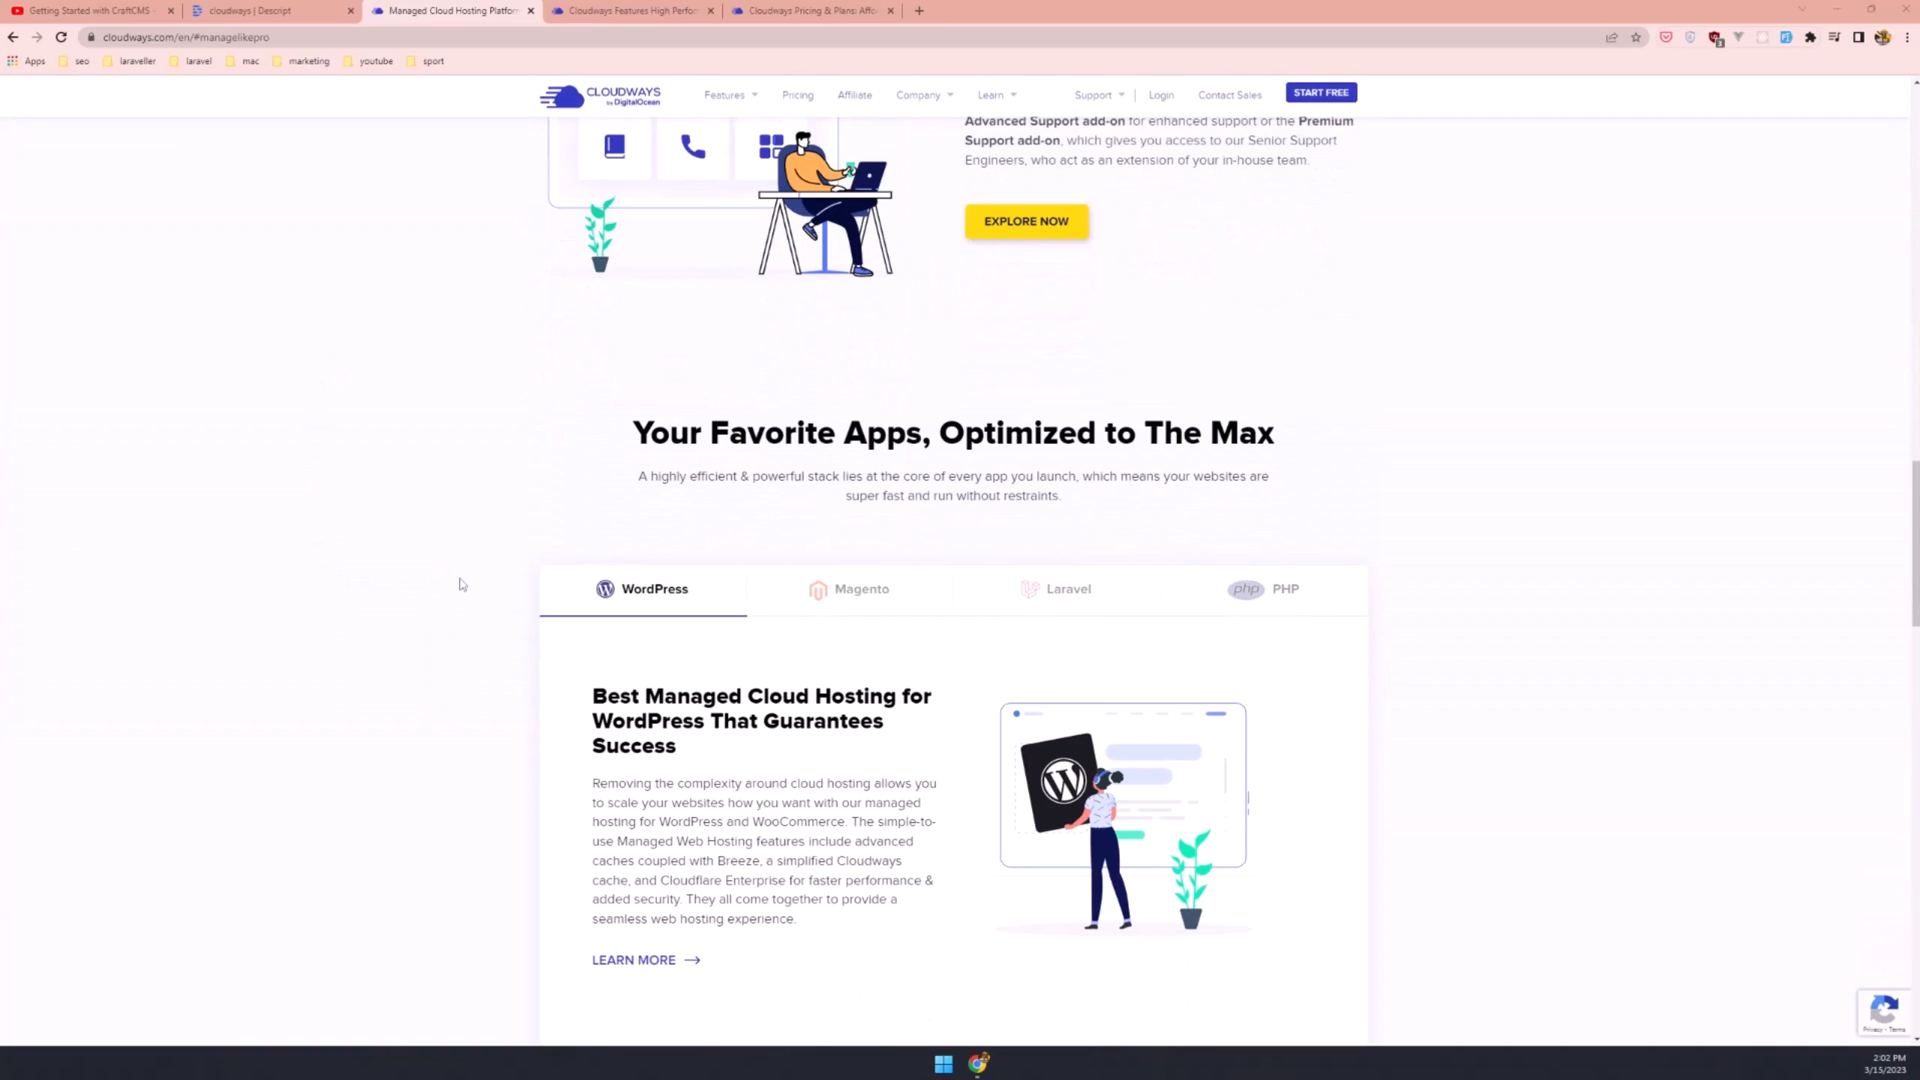 Getting Started with CraftCMS
cloudways | Descript
Managed Cloud Hosting Platfor
Cloudways Features High Perfor
Cloudways Pricing & Plans: Affo
cloudways.com/en/#managelikepro
Apps
seo
laraveller
laravel
mac
marketing
youtube
sport
CLOUDWAYS
by DigitalOcean
Features
Pricing
Affiliate
Company
Learn
Support
Login
Contact Sales
START FREE
Advanced Support add-on for enhanced support or the Premium
Support add-on, which gives you access to our Senior Support
Engineers, who act as an extension of your in-house team.
EXPLORE NOW
Your Favorite Apps, Optimized to The Max
A highly efficient & powerful stack lies at the core of every app you launch, which means your websites are
super fast and run without restraints.
WordPress
Magento
Laravel
php PHP
Best Managed Cloud Hosting for
WordPress That Guarantees
Success
Removing the complexity around cloud hosting allows you
to scale your websites how you want with our managed
hosting for WordPress and WooCommerce. The simple-to-
use Managed Web Hosting features include advanced
caches coupled with Breeze, a simplified Cloudways
cache, and Cloudflare Enterprise for faster performance &
added security. They all come together to provide a
seamless web hosting experience.
LEARN MORE
Privacy - Terms
2:02 PM
3/15/2023